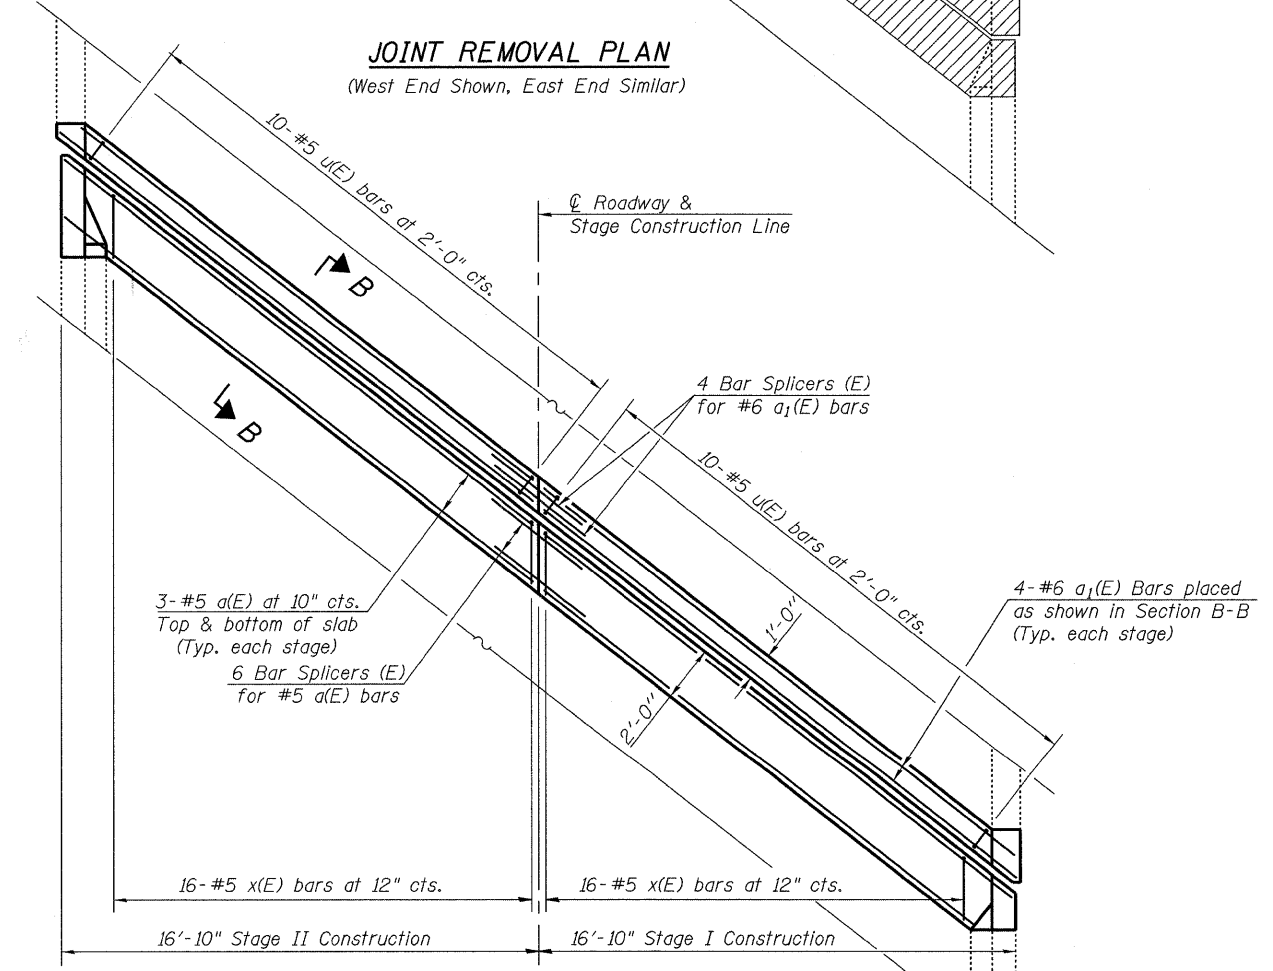 JOINT REMOVAL PLAN
(West End Shown, East End Similar)
10-#5 u(E) bars at 2'-0" cts.
℄ Roadway &
Stage Construction Line
B
B
4 Bar Splicers (E)
for #6 a₁(E) bars
10-#5 u(E) bars at 2'-0" cts.
3-#5 a(E) at 10" cts.
Top & bottom of slab
(Typ. each stage)
6 Bar Splicers (E)
for #5 a(E) bars
1'-0"
2'-0"
4-#6 a₁(E) Bars placed
as shown in Section B-B
(Typ. each stage)
16-#5 x(E) bars at 12" cts.
16-#5 x(E) bars at 12" cts.
16'-10" Stage II Construction
16'-10" Stage I Construction